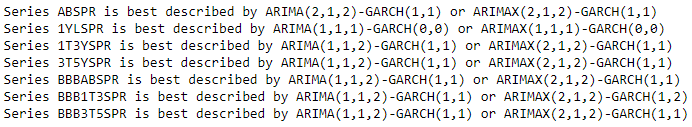 Series ABSPR is best described by ARIMA(2,1,2)-GARCH(1,1) or ARIMAX(2,1,2)-GARCH(1,1)
Series 1YLSPR is best described by ARIMA(1,1,1)-GARCH(0,0) or ARIMAX(1,1,1)-GARCH(0,0)
Series 1T3YSPR is best described by ARIMA(1,1,2)-GARCH(1,1) or ARIMAX(2,1,2)-GARCH(1,1)
Series 3T5YSPR is best described by ARIMA(1,1,2)-GARCH(1,1) or ARIMAX(2,1,2)-GARCH(1,1)
Series BBBABSPR is best described by ARIMA(1,1,2)-GARCH(1,1) or ARIMAX(2,1,2)-GARCH(1,1)
Series BBB1T3SPR is best described by ARIMA(1,1,2)-GARCH(1,1) or ARIMAX(2,1,2)-GARCH(1,2)
Series BBB3T5SPR is best described by ARIMA(1,1,2)-GARCH(1,1) or ARIMAX(2,1,2)-GARCH(1,1)